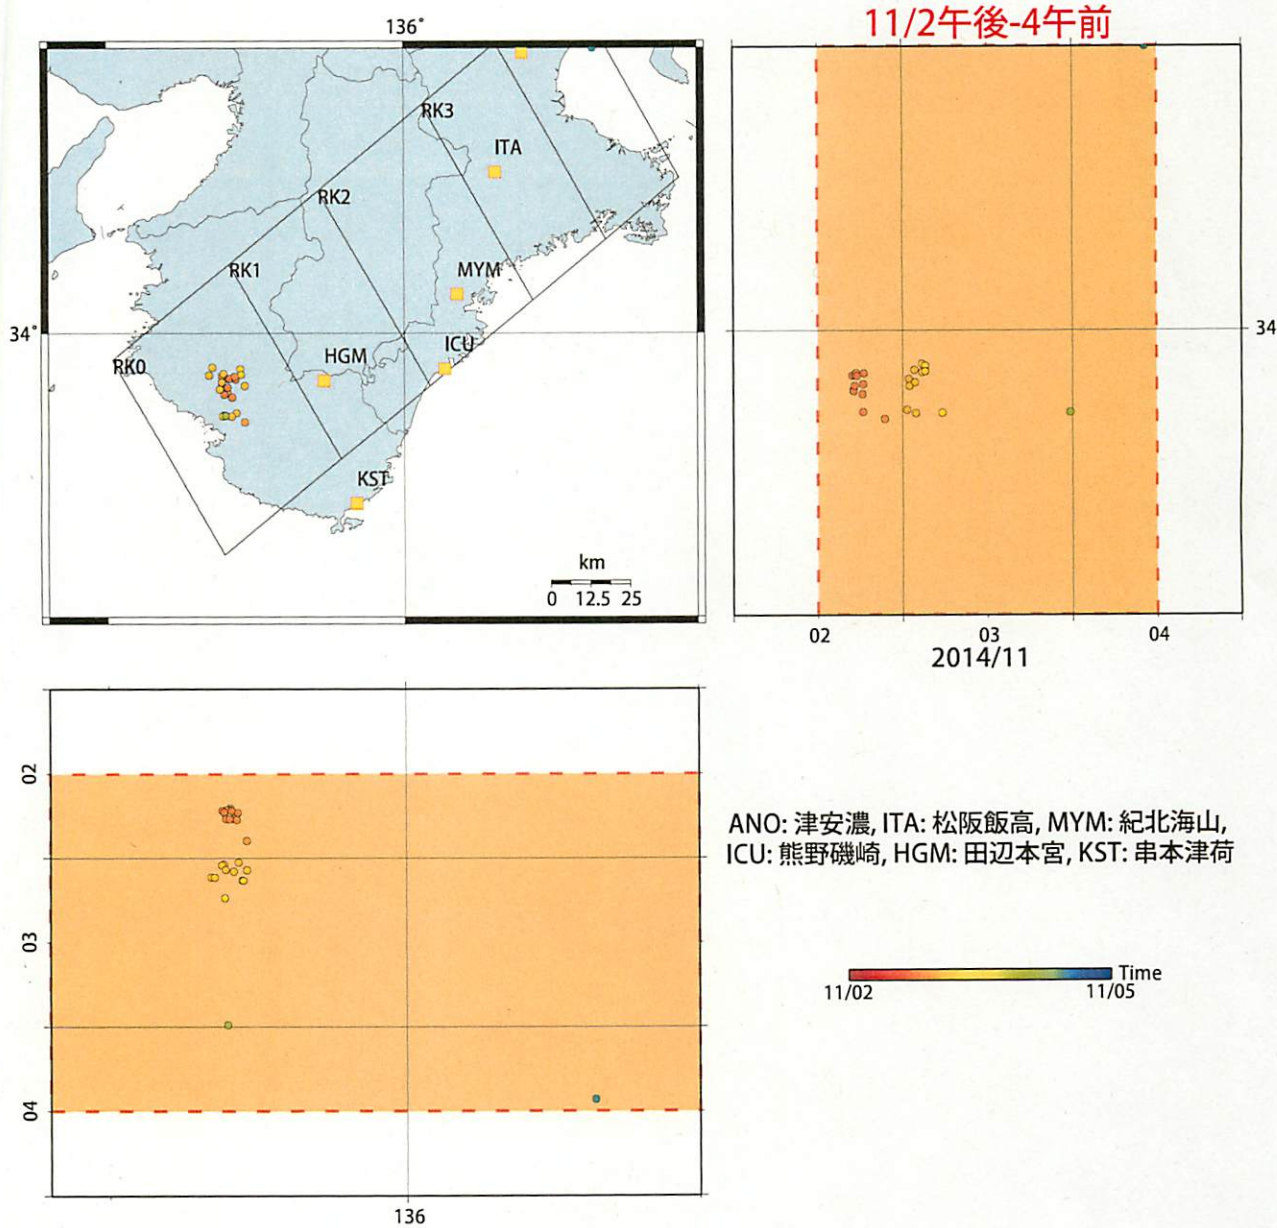 11/2午後-4午前
136°
RK3
ITA
RK2
RK1
MYM
34°
34
ICU
HGM
RK0
KST
km
0 12.5 25
02 03 04
2014/11
02
03
04
136
ANO: 津安濃, ITA: 松阪飯高, MYM: 紀北海山,
ICU: 熊野磯崎, HGM: 田辺本宮, KST: 串本津荷
Time
11/02 11/05